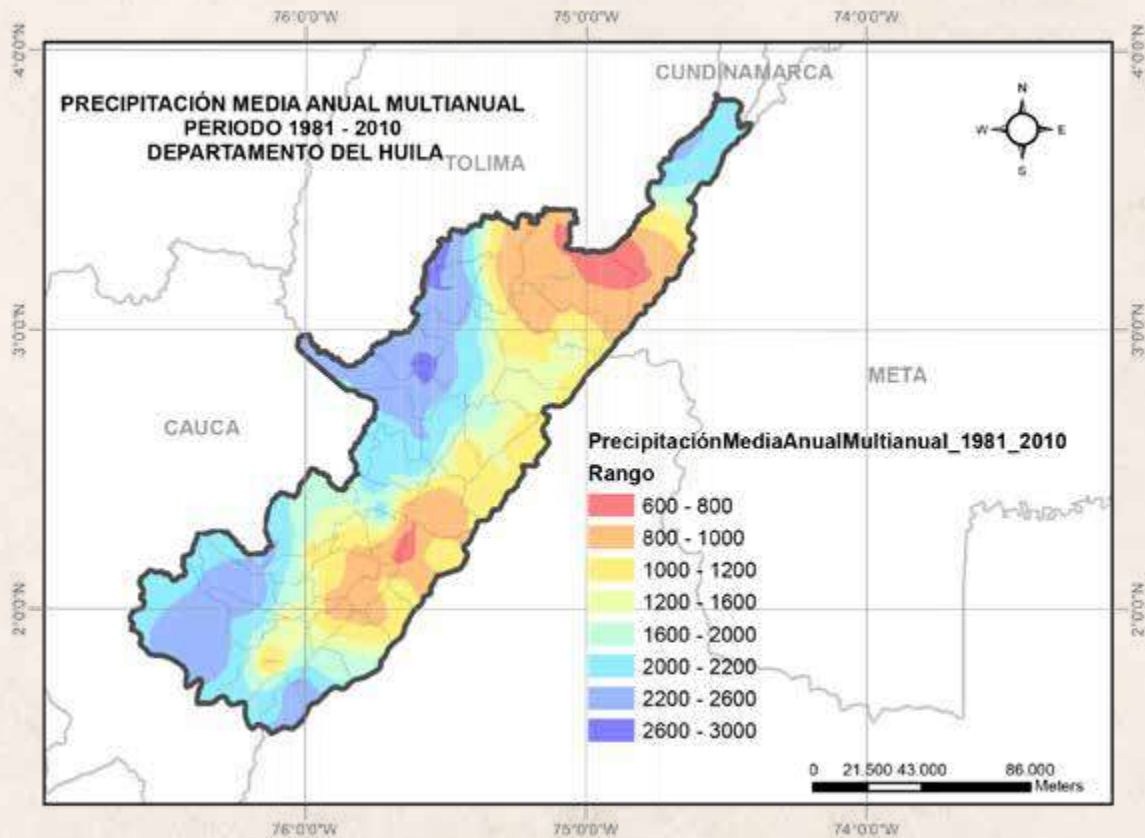 76°0'0"W 75°0'0"W 74°0'0"W
4°0'0"N 4°0'0"N
CUNDINAMARCA
PRECIPITACIÓN MEDIA ANUAL MULTIANUAL
PERIODO 1981 - 2010
DEPARTAMENTO DEL HUILA
TOLIMA
N
W E
S
3°0'0"N 3°0'0"N
META
CAUCA
PrecipitaciónMediaAnualMultianual_1981_2010
Rango
600 - 800
800 - 1000
1000 - 1200
1200 - 1600
1600 - 2000
2000 - 2200
2200 - 2600
2600 - 3000
2°0'0"N 2°0'0"N
0 21.500 43.000 86.000
Meters
76°0'0"W 75°0'0"W 74°0'0"W